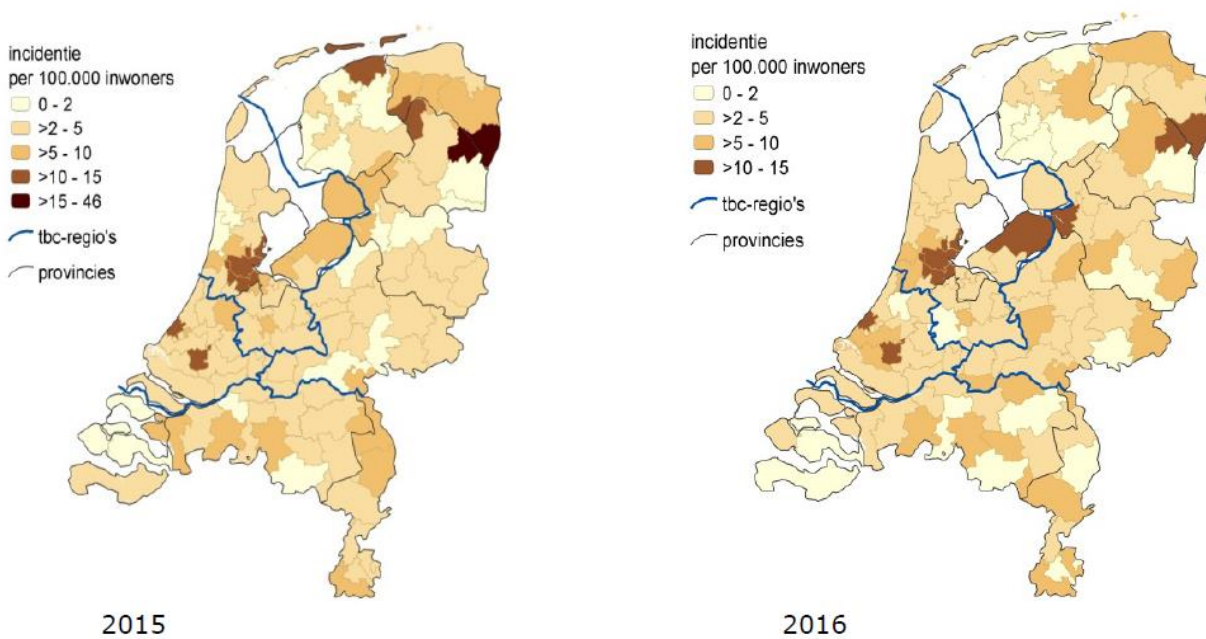 incidentie
per 100.000 inwoners
0 - 2
>2 - 5
>5 - 10
>10 - 15
>15 - 46
tbc-regio's
provincies
2015
incidentie
per 100.000 inwoners
0 - 2
>2 - 5
>5 - 10
>10 - 15
tbc-regio's
provincies
2016